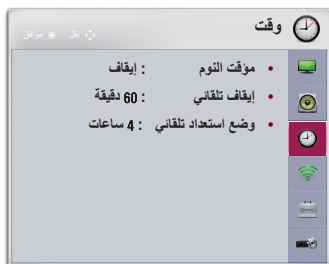 وقت
نقل موافق
• مؤقت النوم : إيقاف
• إيقاف تلقائي : 60 دقيقة
• وضع استعداد تلقائي : 4 ساعات